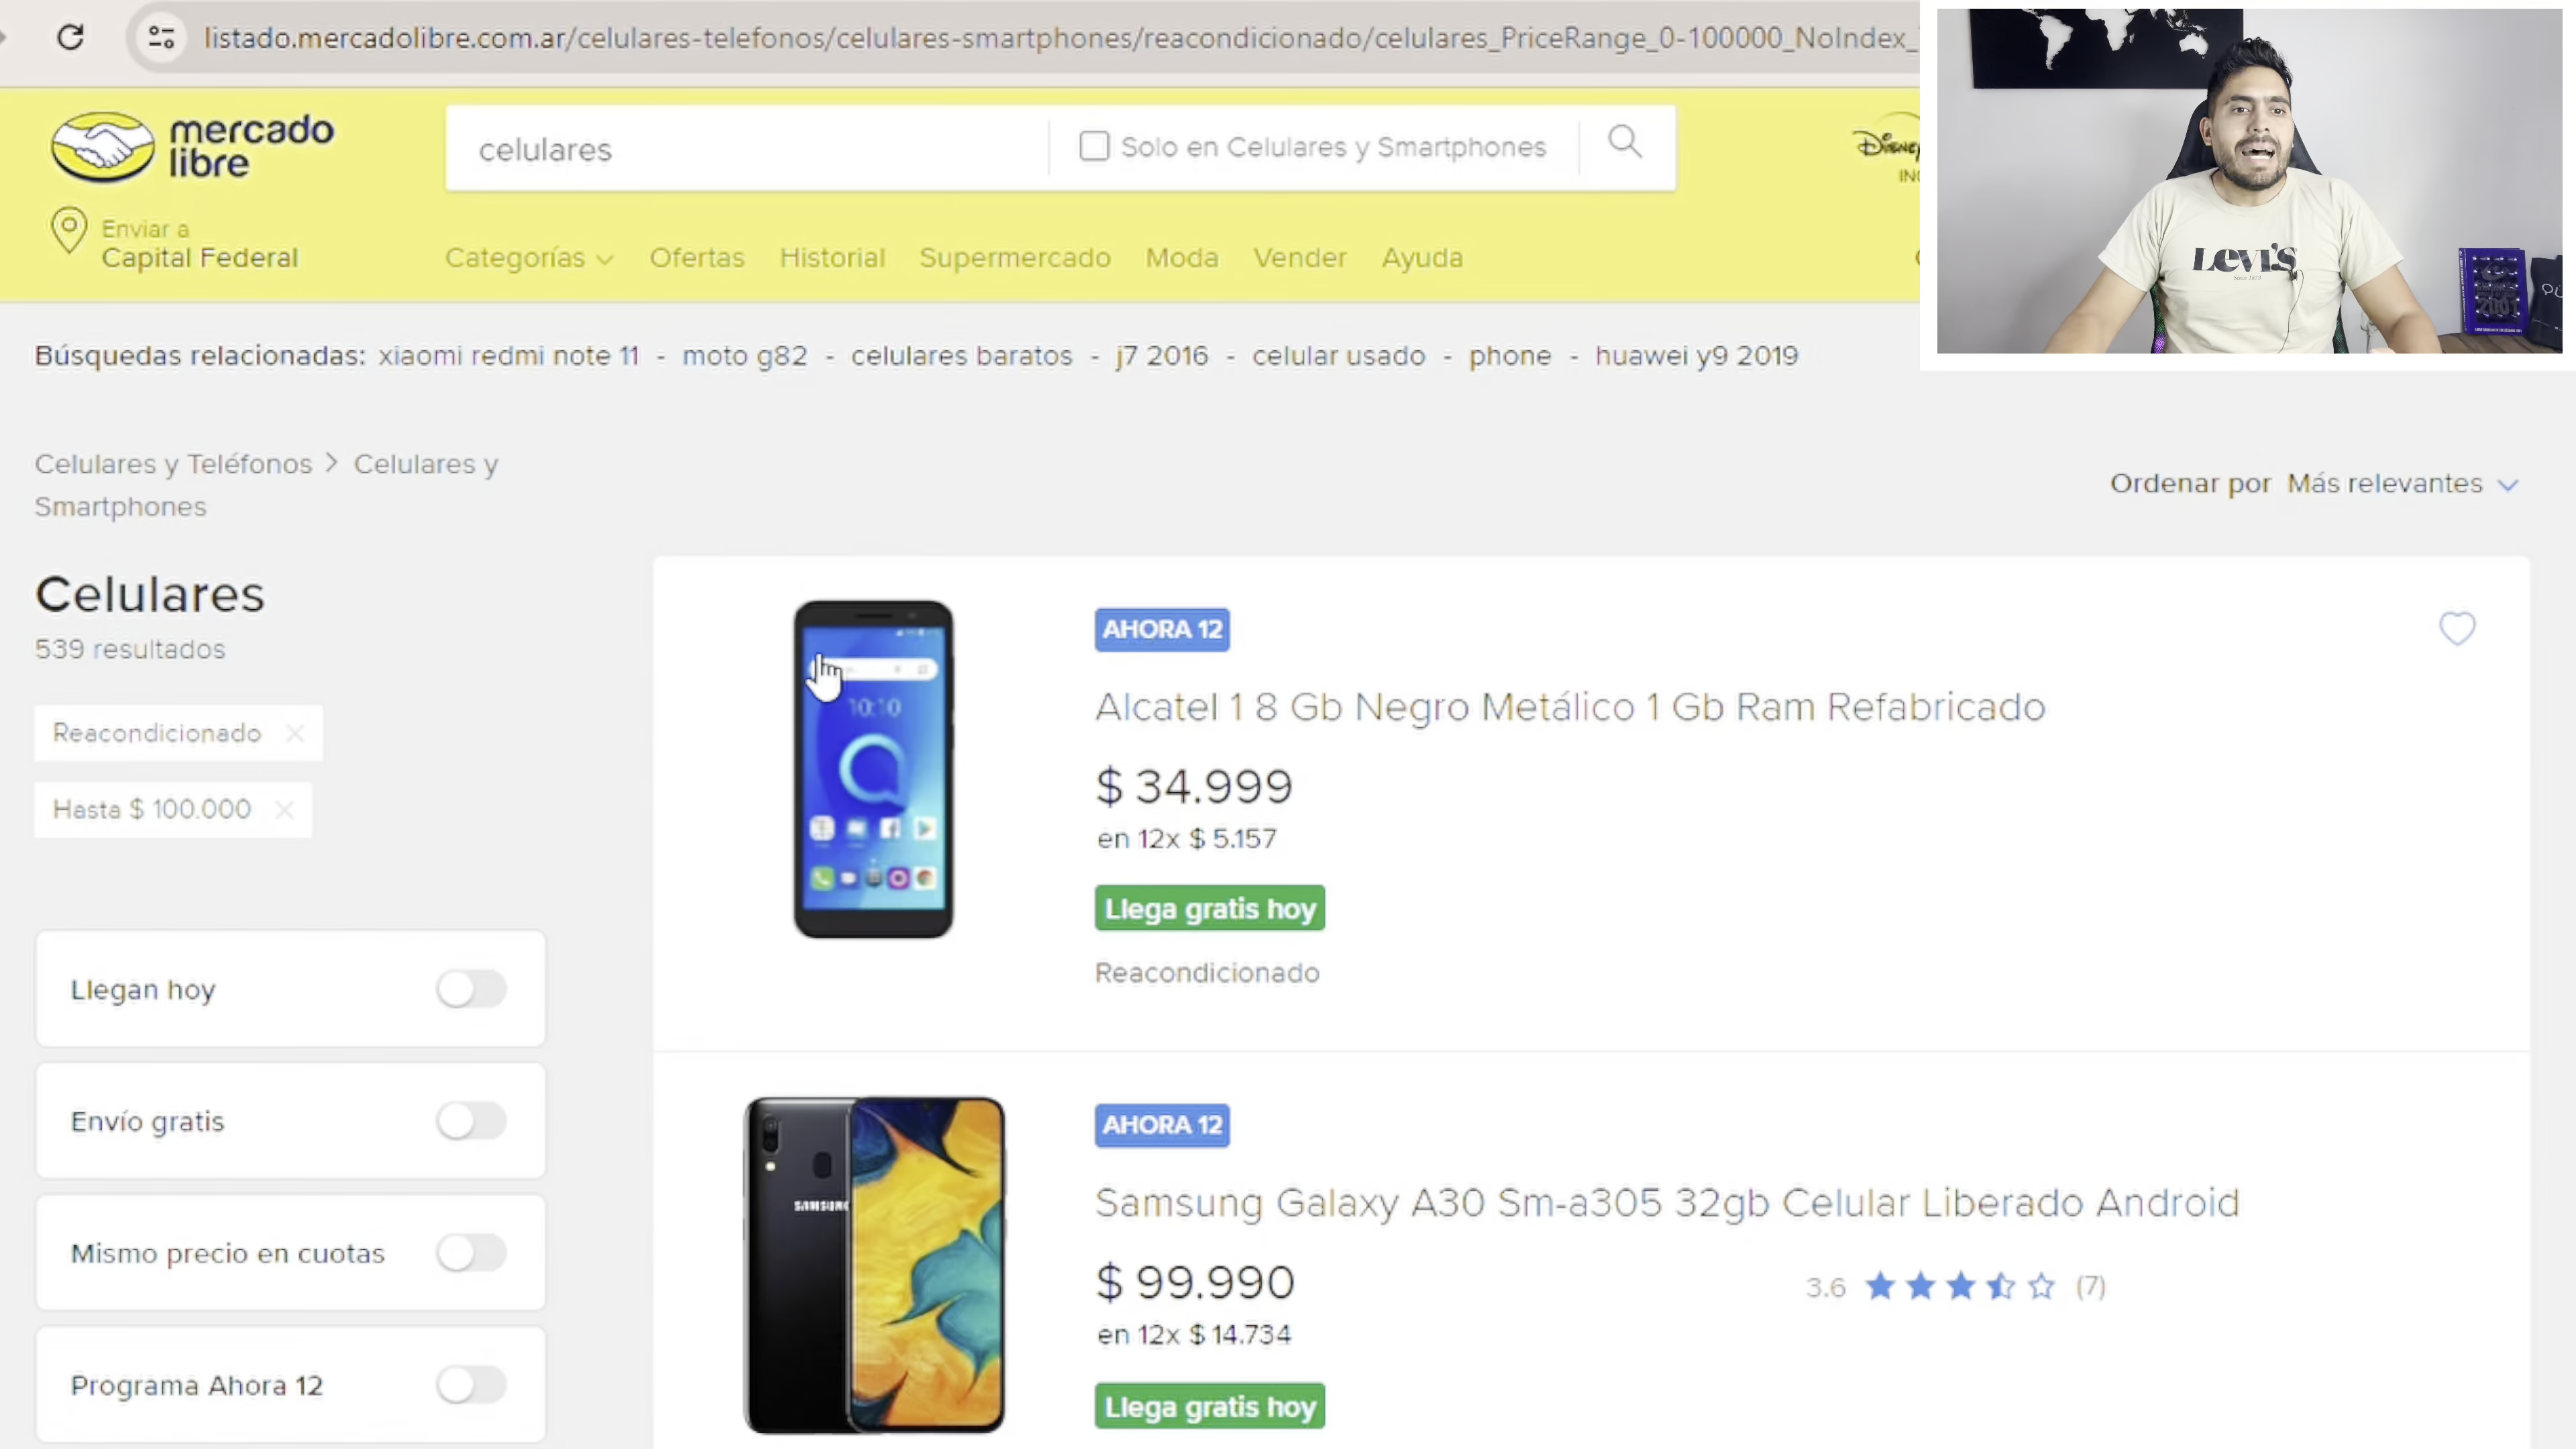 listado.mercadolibre.com.ar/celulares-telefonos/celulares-smartphones/reacondicionado/celulares_PriceRange_0-100000_NoIndex_
mercado
libre
celulares
Solo en Celulares y Smartphones
Enviar a
Capital Federal
Categorías
Ofertas
Historial
Supermercado
Moda
Vender
Ayuda
LEVI'S
2001
Búsquedas relacionadas: xiaomi redmi note 11 - moto g82 - celulares baratos - j7 2016 - celular usado - phone - huawei y9 2019
Celulares y Teléfonos > Celulares y
Smartphones
Ordenar por Más relevantes
Celulares
539 resultados
Reacondicionado
Hasta $ 100.000
Llegan hoy
Envío gratis
Mismo precio en cuotas
Programa Ahora 12
10:10
AHORA 12
Alcatel 1 8 Gb Negro Metálico 1 Gb Ram Refabricado
$ 34.999
en 12x $ 5.157
Llega gratis hoy
Reacondicionado
SAMSUNG
AHORA 12
Samsung Galaxy A30 Sm-a305 32gb Celular Liberado Android
$ 99.990
3.6 (7)
en 12x $ 14.734
Llega gratis hoy